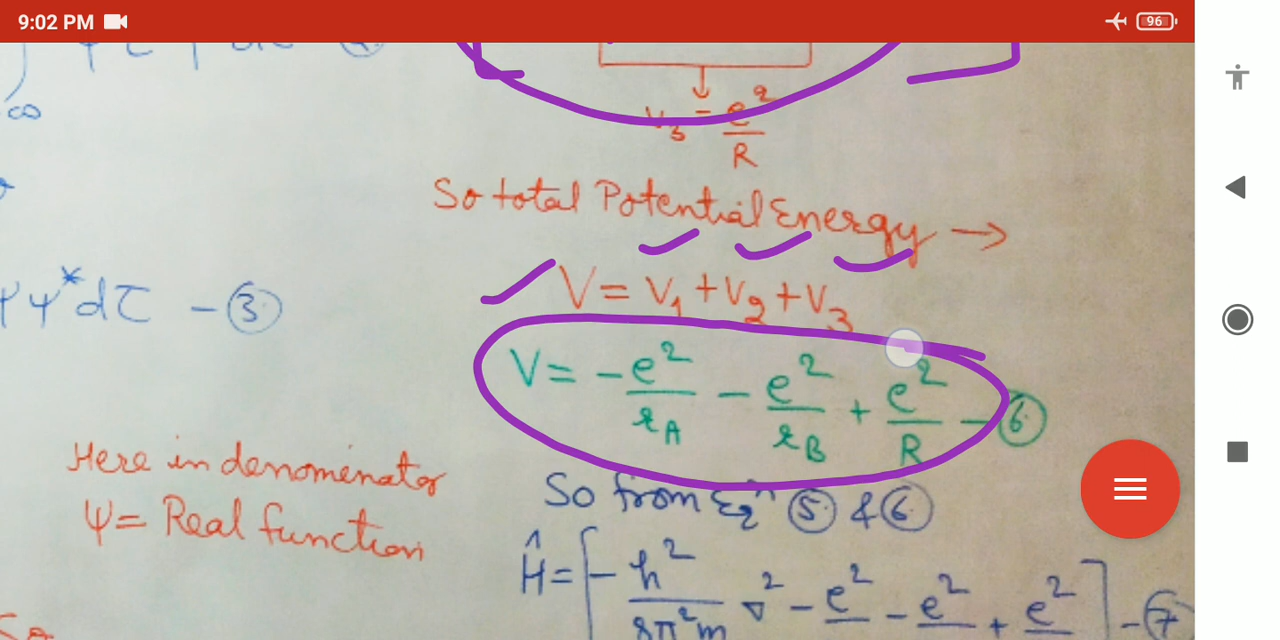 9:02 PM
96
∞
V₃ = e²/R
So total Potential Energy →
ψψ*dτ - ③
V = V₁ + V₂ + V₃
V = -e²/r_A - e²/r_B + e²/R - ⑥
Here in denominator
ψ = Real function
So from Eqⁿ ⑤ & ⑥
Ĥ = [-h²/8π²m ∇² - e² - e² + e²] - ⑦
So